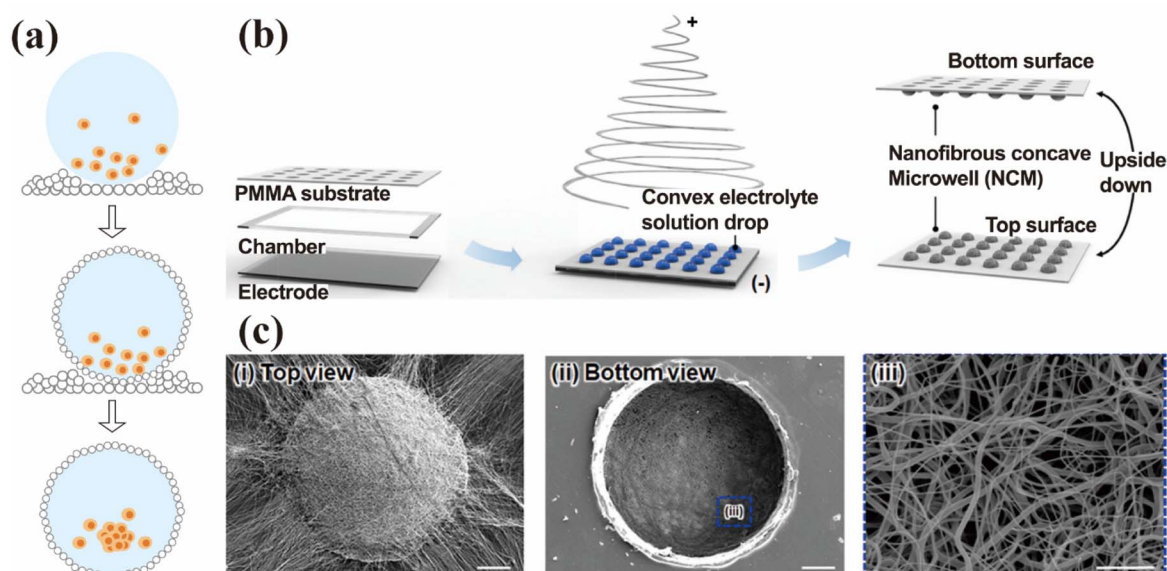 (a)
(b)
+
PMMA substrate
Chamber
Electrode
Convex electrolyte
solution drop
(-)
Bottom surface
Nanofibrous concave
Microwell (NCM)
Upside
down
Top surface
(c)
(i) Top view
(ii) Bottom view
(iii)
(iii)